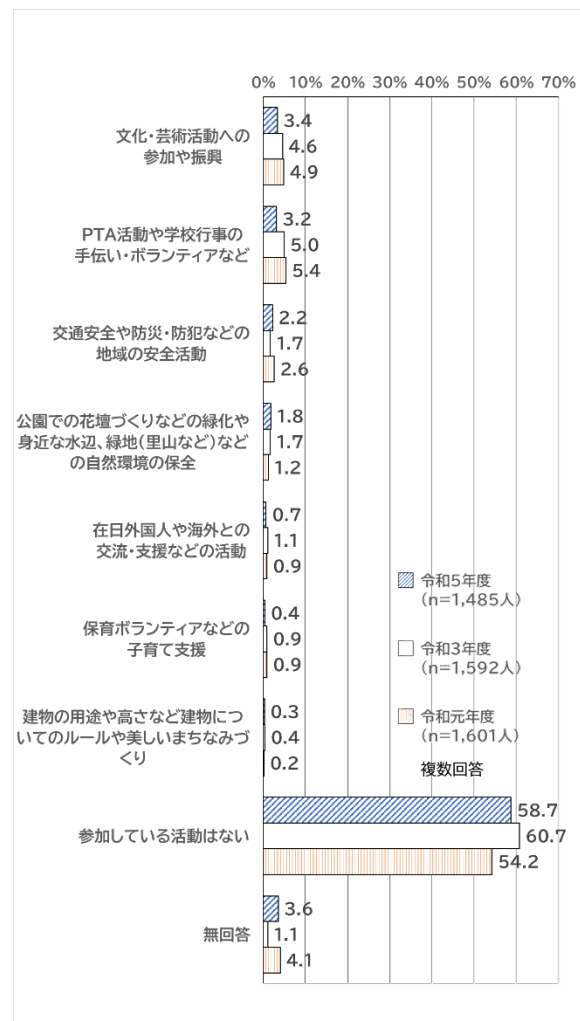 0% 10% 20% 30% 40% 50% 60% 70%
文化・芸術活動への
参加や振興
3.4
4.6
4.9
PTA活動や学校行事の
手伝い・ボランティアなど
3.2
5.0
5.4
交通安全や防災・防犯などの
地域の安全活動
2.2
1.7
2.6
公園での花壇づくりなどの緑化や
身近な水辺、緑地(里山など)など
の自然環境の保全
1.8
1.7
1.2
在日外国人や海外との
交流・支援などの活動
0.7
1.1
0.9
保育ボランティアなどの
子育て支援
0.4
0.9
0.9
建物の用途や高さなど建物につ
いてのルールや美しいまちなみづ
くり
0.3
0.4
0.2
参加している活動はない
58.7
60.7
54.2
無回答
3.6
1.1
4.1
令和5年度
(n=1,485人)
令和3年度
(n=1,592人)
令和元年度
(n=1,601人)
複数回答